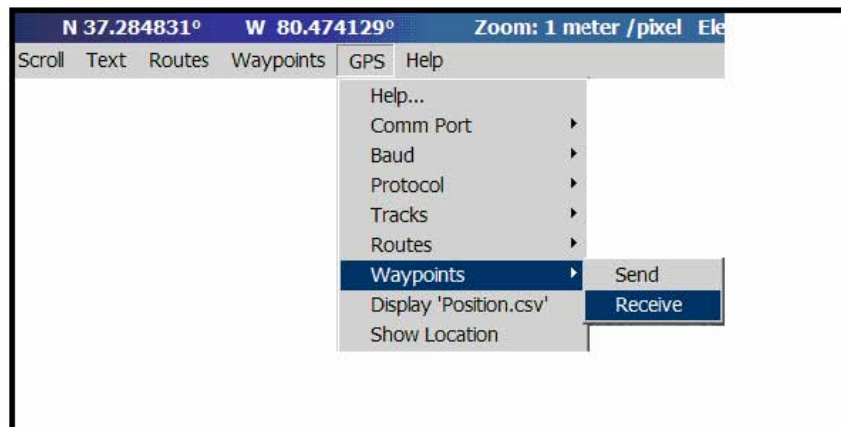 N 37.284831° W 80.474129° Zoom: 1 meter /pixel Ele
Scroll Text Routes Waypoints GPS Help
Help...
Comm Port
Baud
Protocol
Tracks
Routes
Waypoints Send
Display 'Position.csv' Receive
Show Location